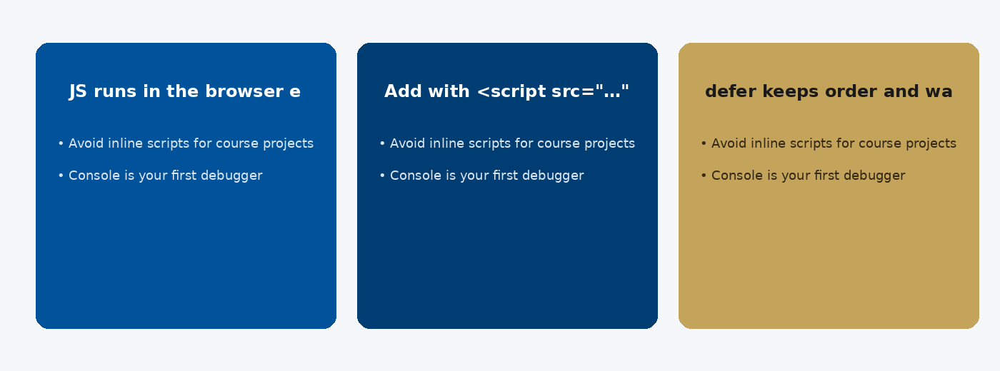 JS runs in the browser e
• Avoid inline scripts for course projects
• Console is your first debugger
Add with <script src="…"
• Avoid inline scripts for course projects
• Console is your first debugger
defer keeps order and wa
• Avoid inline scripts for course projects
• Console is your first debugger